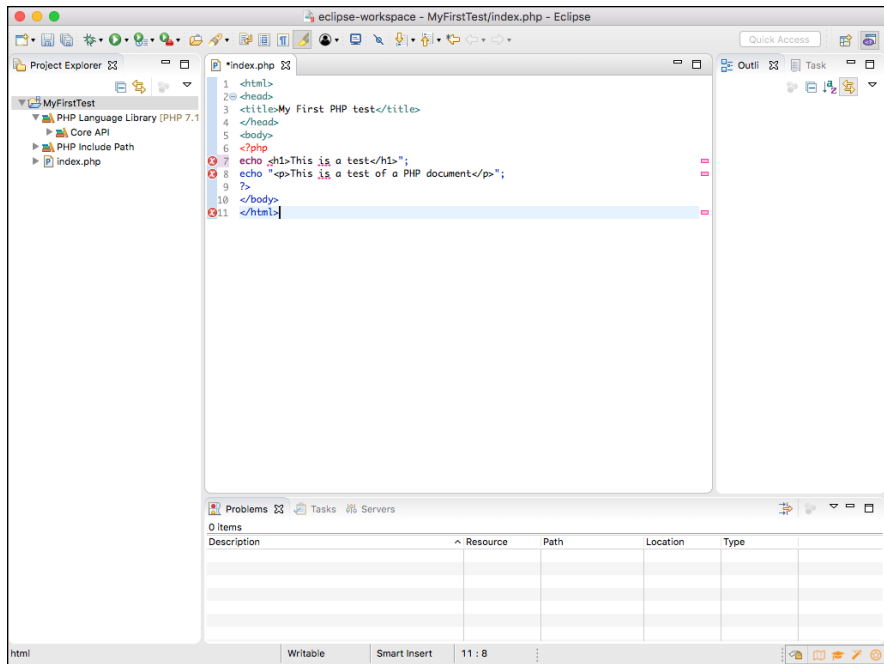 eclipse-workspace - MyFirstTest/index.php - Eclipse
Quick Access
Project Explorer
MyFirstTest
PHP Language Library [PHP 7.1
Core API
PHP Include Path
index.php
*index.php
1 <html>
2 <head>
3 <title>My First PHP test</title>
4 </head>
5 <body>
6 <?php
7 echo <h1>This is a test</h1>";
8 echo "<p>This is a test of a PHP document</p>";
9 ?>
10 </body>
11 </html>
Outli
Task
Problems
Tasks
Servers
0 items
Description Resource Path Location Type
html Writable Smart Insert 11 : 8